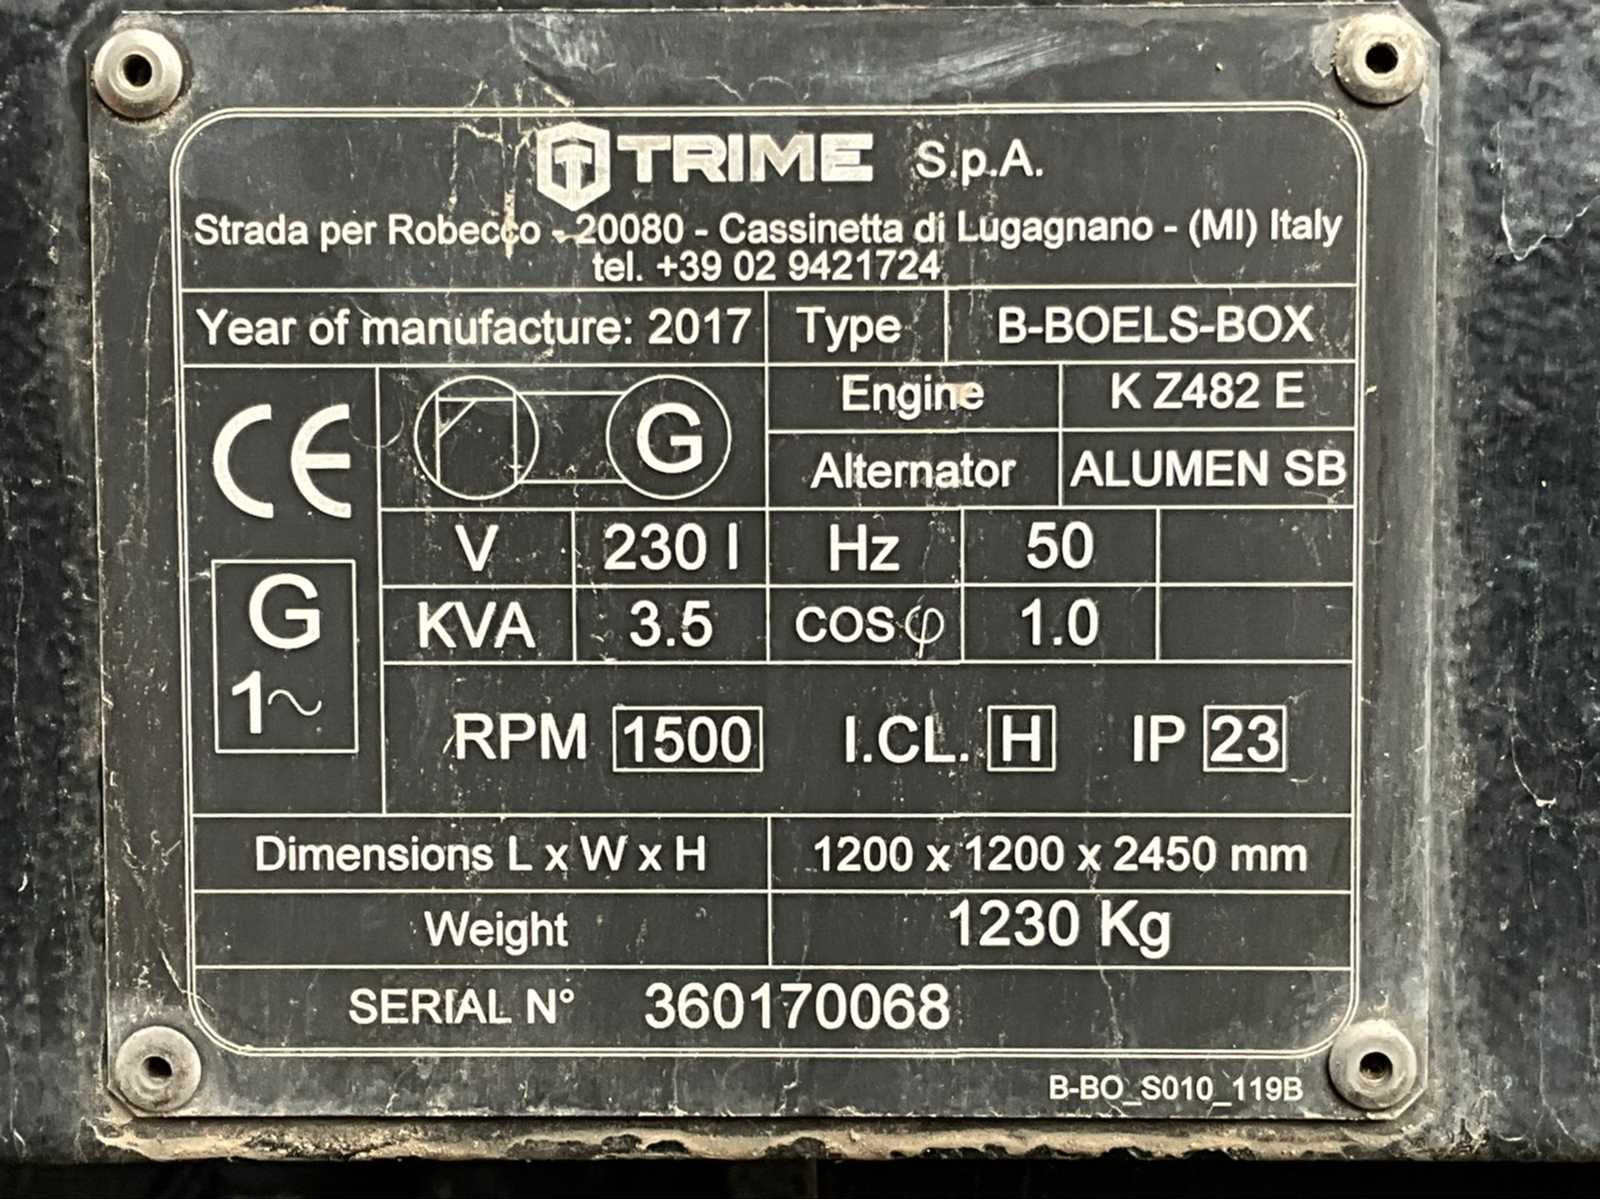 TRIME S.p.A.
Strada per Robecco - 20080 - Cassinetta di Lugagnano - (MI) Italy
tel. +39 02 9421724
Year of manufacture: 2017 Type B-BOELS-BOX
CE G Engine K Z482 E
Alternator ALUMEN SB
V 230 I Hz 50
G 1~ KVA 3.5 cosφ 1.0
RPM 1500 I.CL. H IP 23
Dimensions L x W x H 1200 x 1200 x 2450 mm
Weight 1230 Kg
SERIAL N° 360170068
B-BO_S010_119B